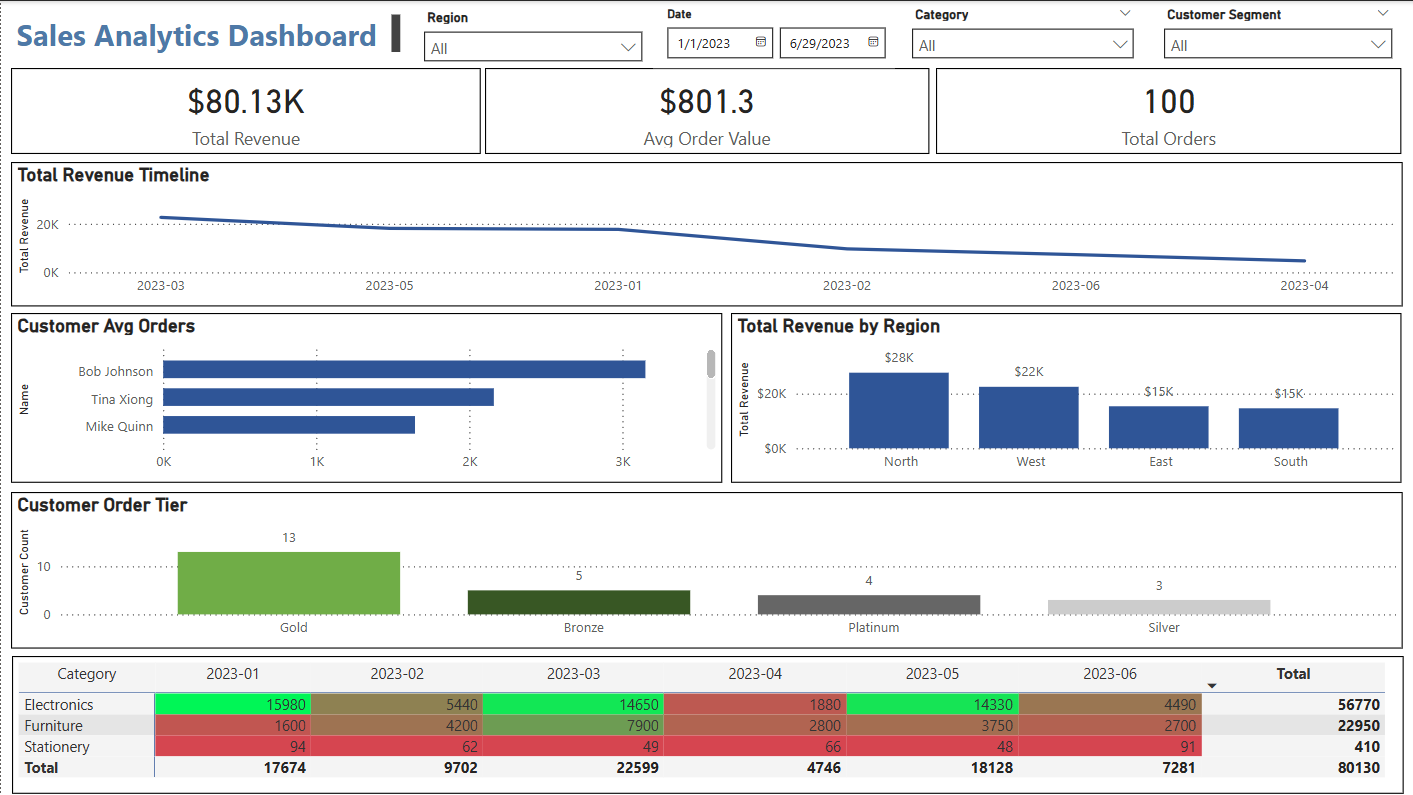 Sales Analytics Dashboard
Region
All
Date
1/1/2023
6/29/2023
Category
All
Customer Segment
All
$80.13K
Total Revenue
$801.3
Avg Order Value
100
Total Orders
Total Revenue Timeline
Total Revenue
20K
0K
2023-03 2023-05 2023-01 2023-02 2023-06 2023-04
Customer Avg Orders
Name
Bob Johnson
Tina Xiong
Mike Quinn
0K 1K 2K 3K
Total Revenue by Region
Total Revenue
$20K
$0K
$28K $22K $15K $15K
North West East South
Customer Order Tier
Customer Count
10
0
13 5 4 3
Gold Bronze Platinum Silver
Category 2023-01 2023-02 2023-03 2023-04 2023-05 2023-06 Total
Electronics 15980 5440 14650 1880 14330 4490 56770
Furniture 1600 4200 7900 2800 3750 2700 22950
Stationery 94 62 49 66 48 91 410
Total 17674 9702 22599 4746 18128 7281 80130